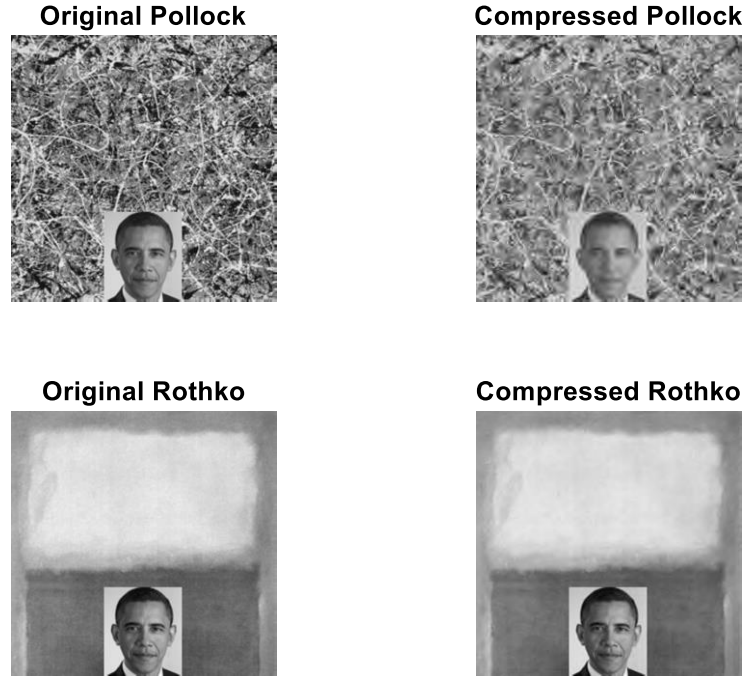 Original Pollock
Compressed Pollock
Original Rothko
Compressed Rothko